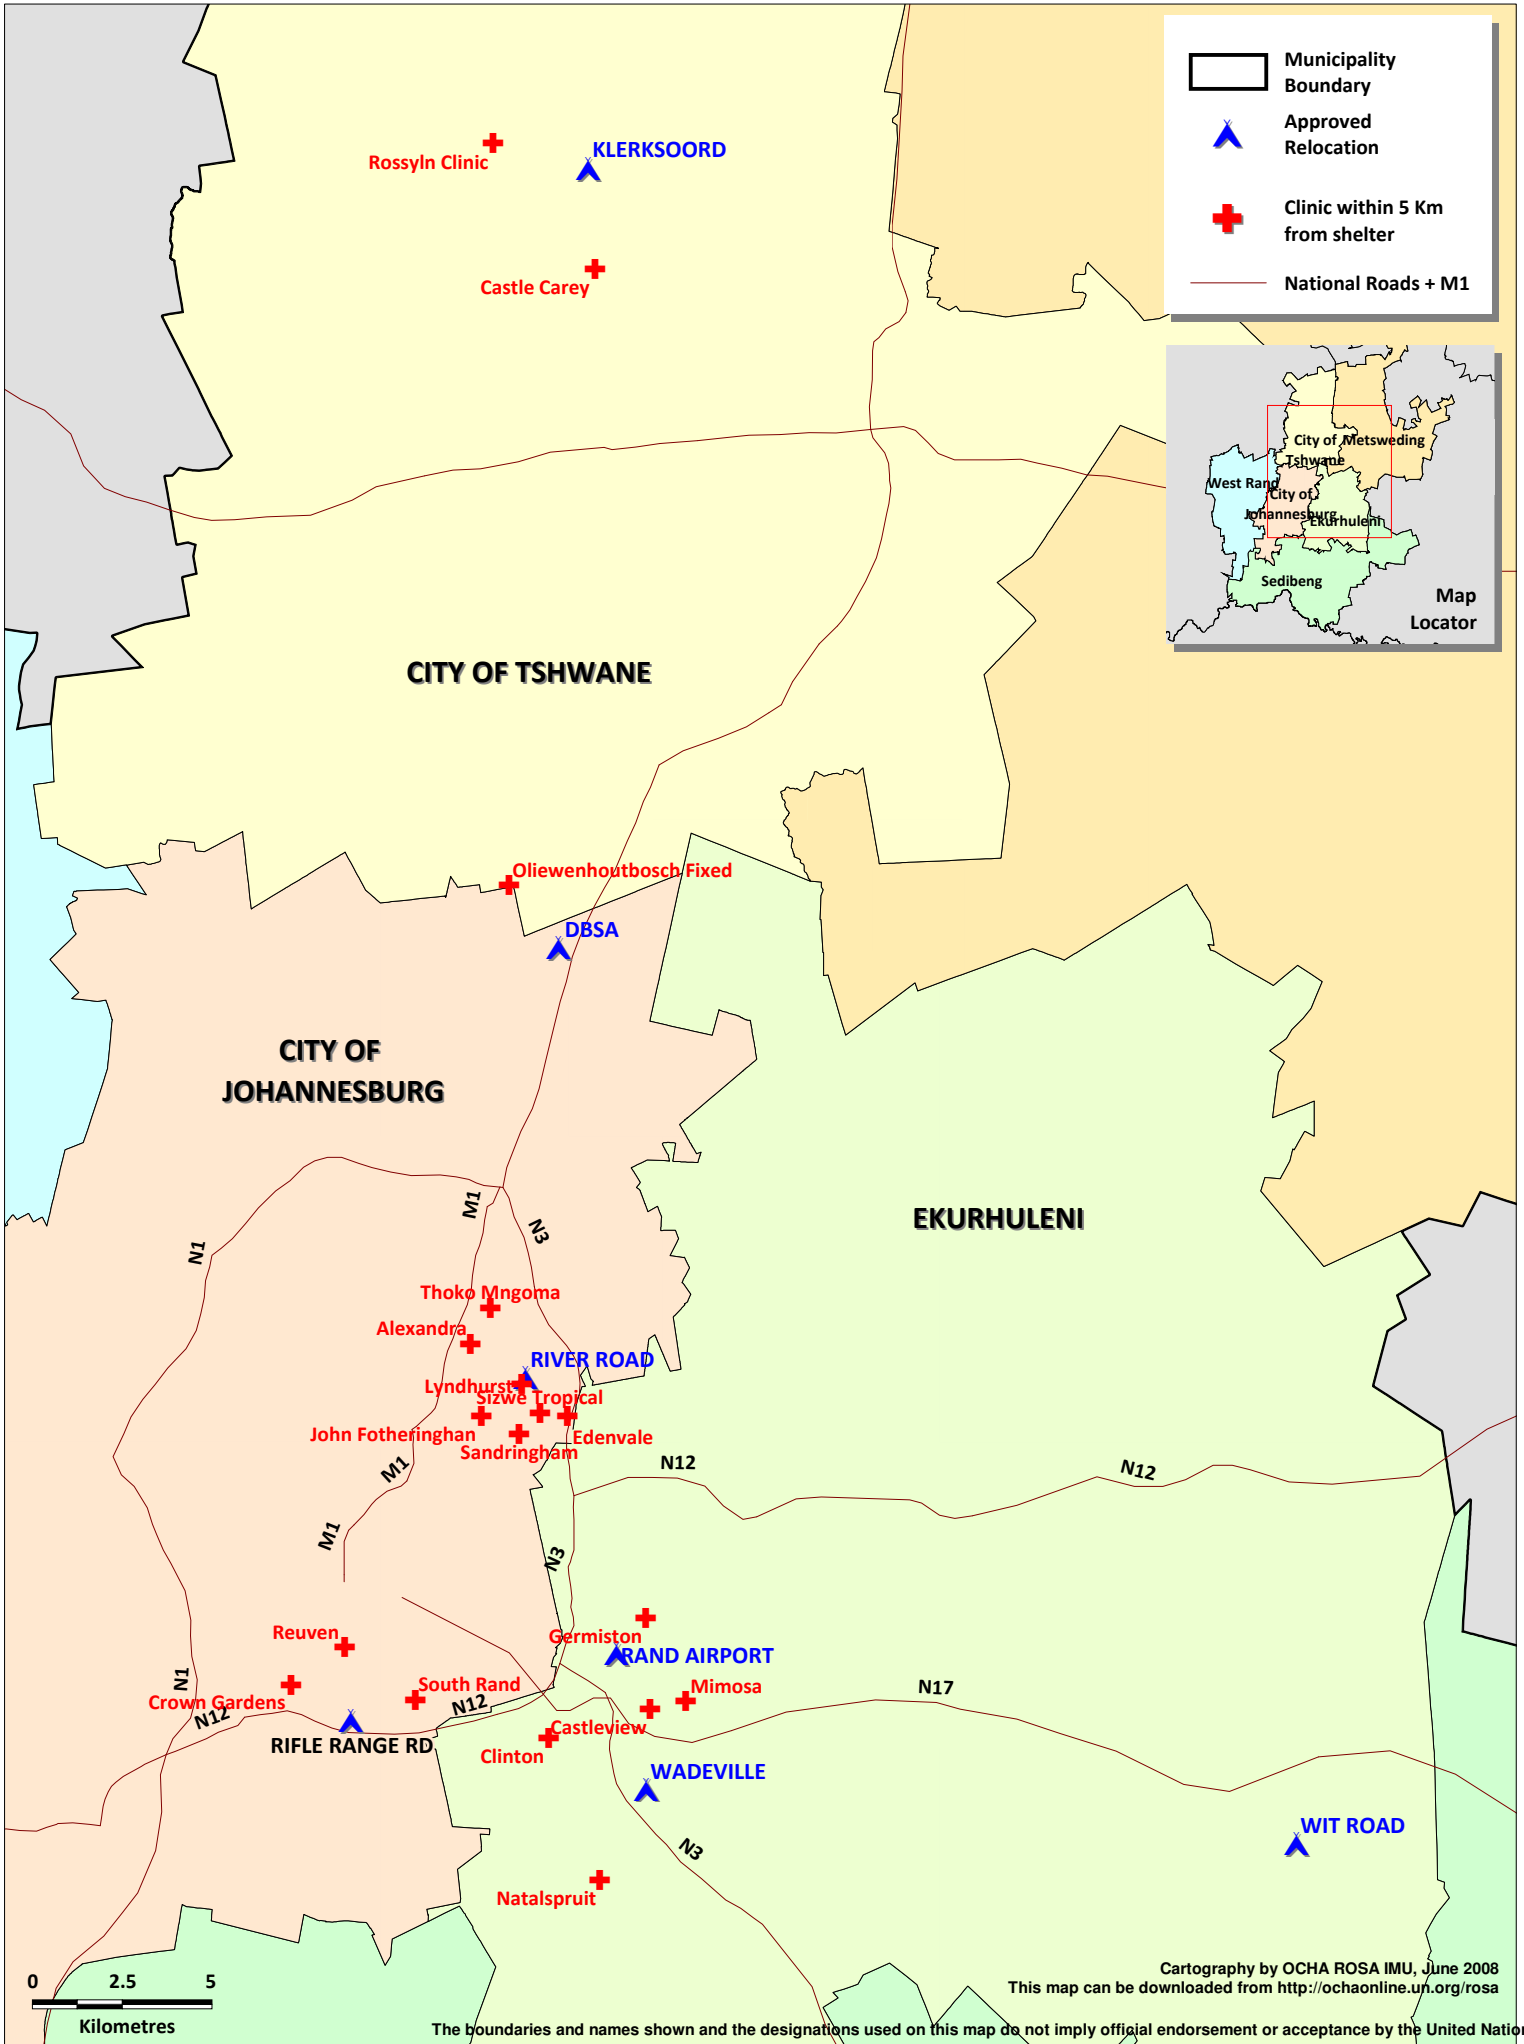 Municipality
Boundary
Approved
Relocation
Clinic within 5 Km
from shelter
National Roads + M1
KLERKSOORD
Rossyln Clinic
Castle Carey
City of
Tshwane
Metsweding
West Rand
City of
Johannesburg
Ekurhuleni
Sedibeng
Map
Locator
CITY OF TSHWANE
Oliewenhoutbosch Fixed
DBSA
CITY OF
JOHANNESBURG
M1
N3
N1
EKURHULENI
Thoko Mngoma
Alexandra
RIVER ROAD
Lyndhurst
Sizwe Tropical
John Fotheringhan
Edenvale
Sandringham
N12
N12
M1
M1
N3
Germiston
Reuven
RAND AIRPORT
South Rand
Mimosa
N1
Crown Gardens
N12
N12
N17
Castleview
RIFLE RANGE RD
Clinton
WADEVILLE
WIT ROAD
N3
Natalspruit
0 2.5 5
Kilometres
Cartography by OCHA ROSA IMU, June 2008
This map can be downloaded from http://ochaonline.un.org/rosa
The boundaries and names shown and the designations used on this map do not imply official endorsement or acceptance by the United Nation